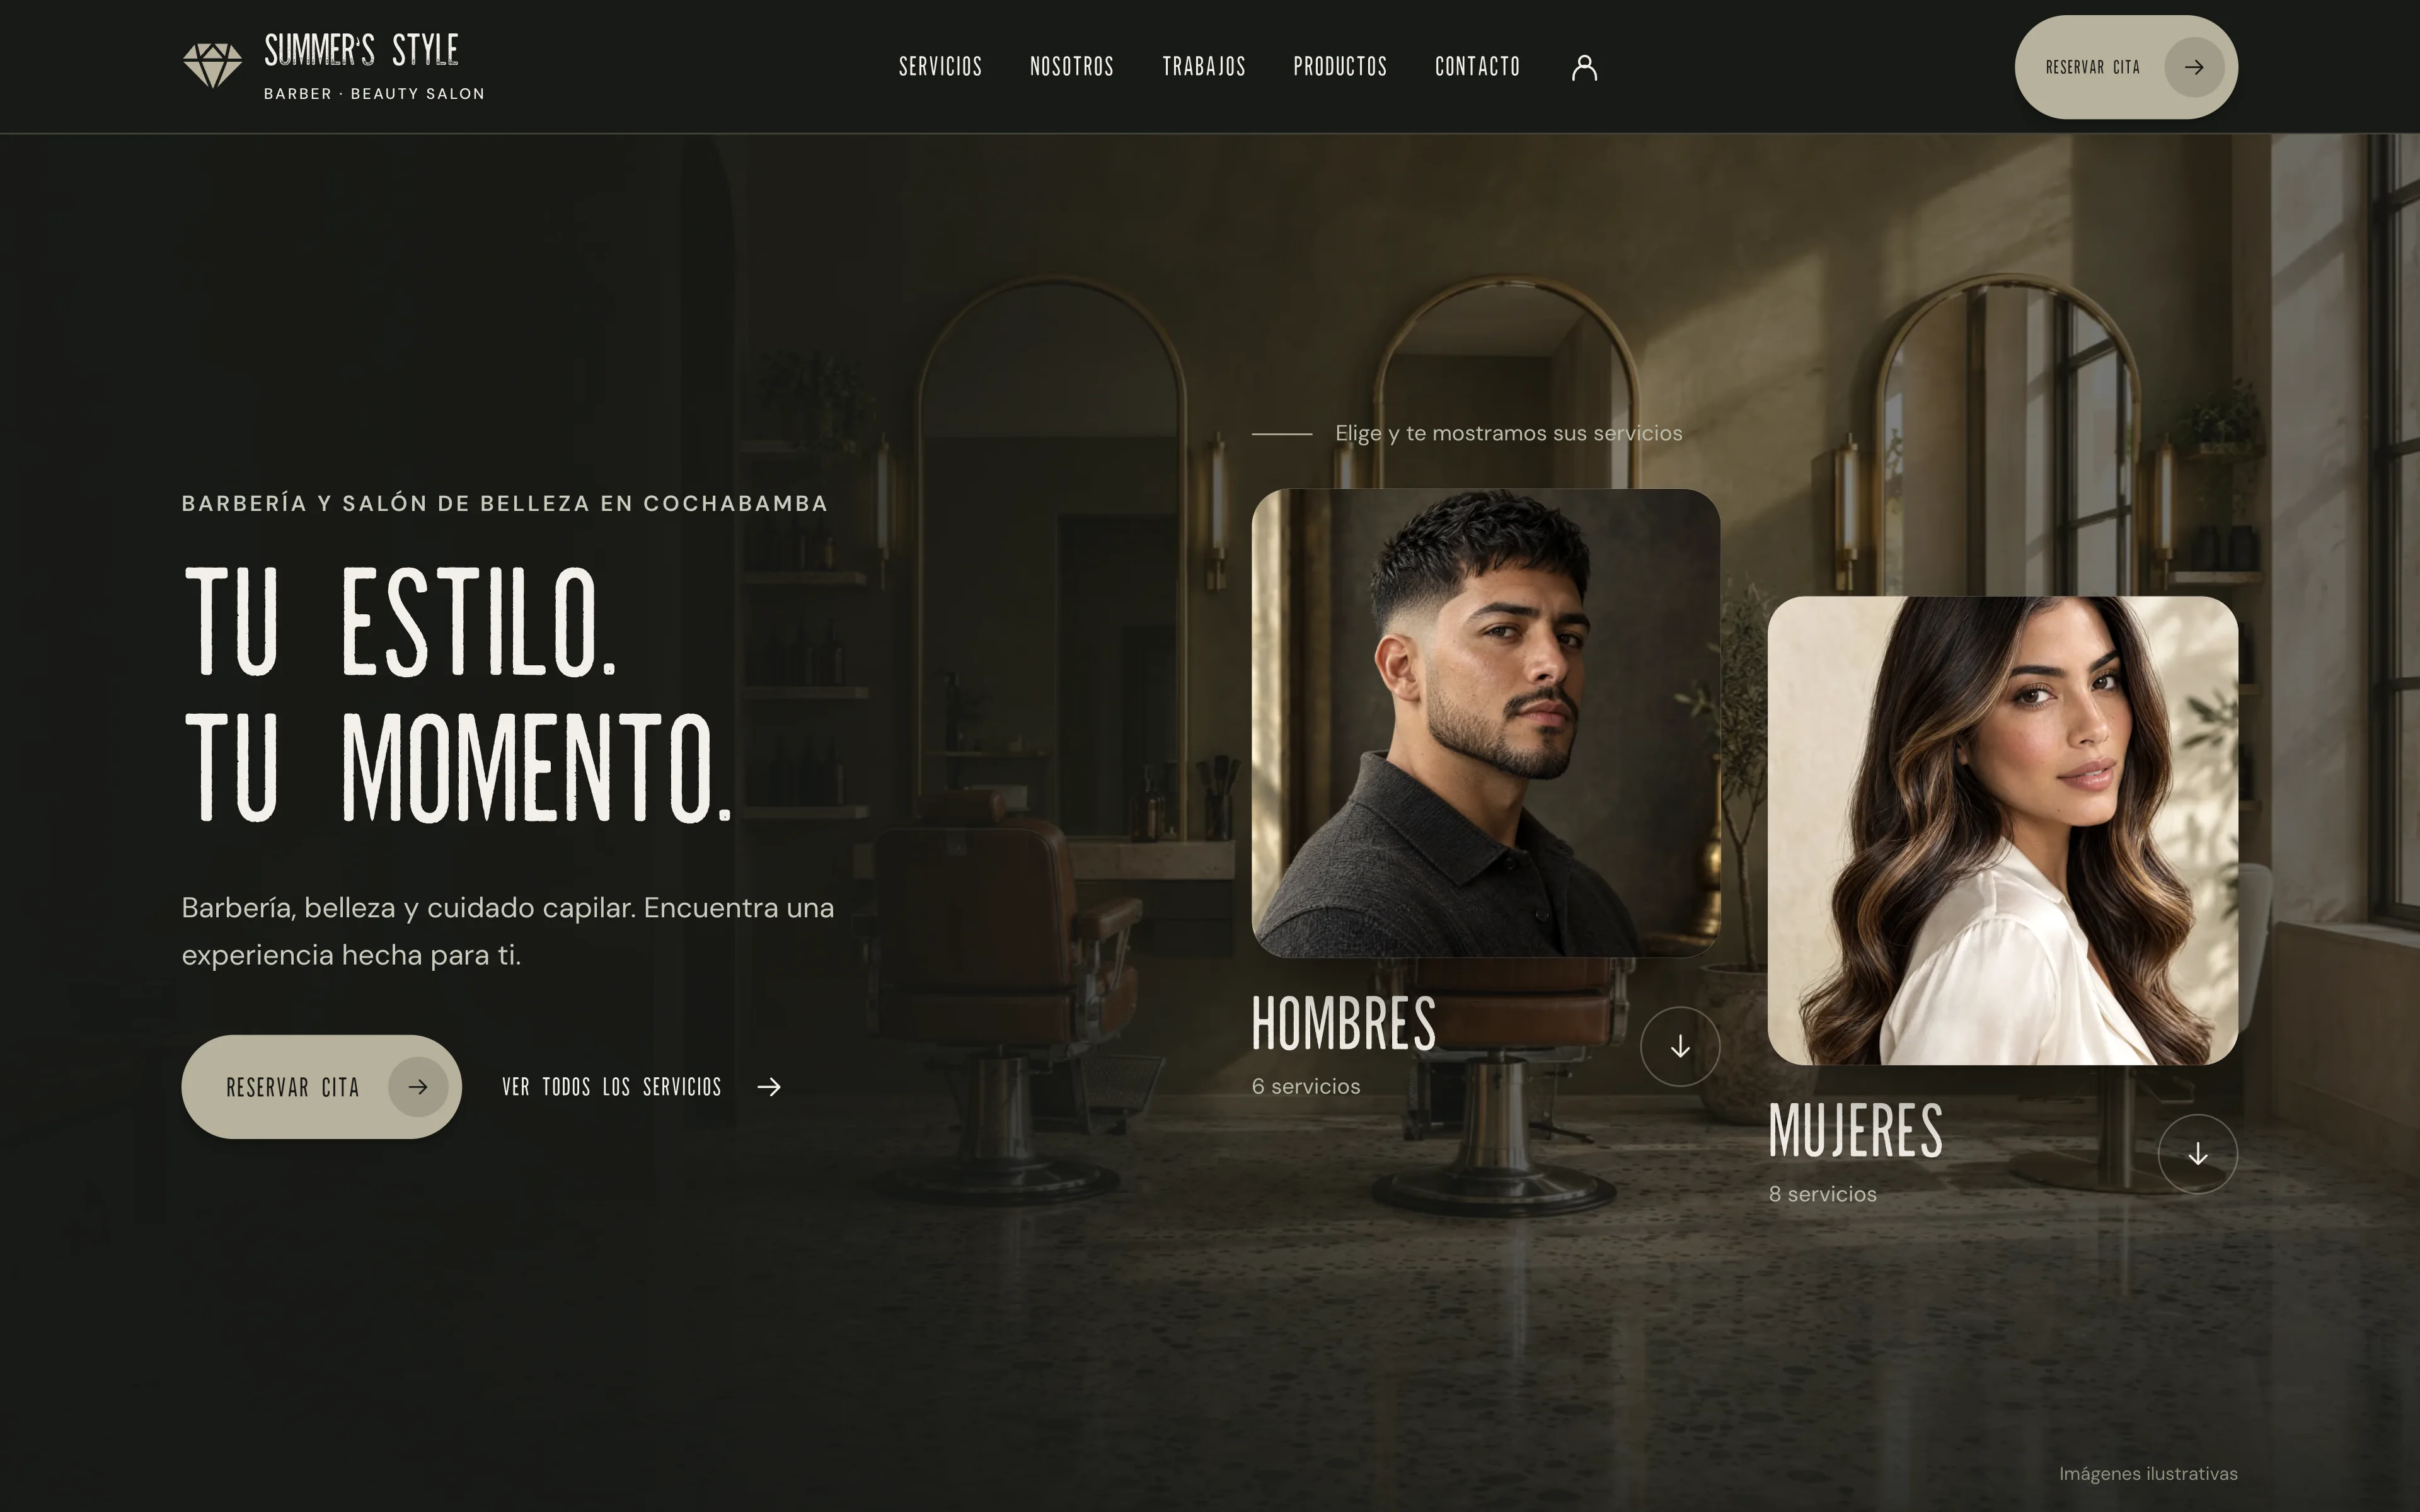 SUMMER'S STYLE
BARBER · BEAUTY SALON
SERVICIOS
NOSOTROS
TRABAJOS
PRODUCTOS
CONTACTO
RESERVAR CITA
BARBERÍA Y SALÓN DE BELLEZA EN COCHABAMBA
TU ESTILO.
TU MOMENTO.
Barbería, belleza y cuidado capilar. Encuentra una
experiencia hecha para ti.
RESERVAR CITA
VER TODOS LOS SERVICIOS
Elige y te mostramos sus servicios
HOMBRES
6 servicios
MUJERES
8 servicios
Imágenes ilustrativas